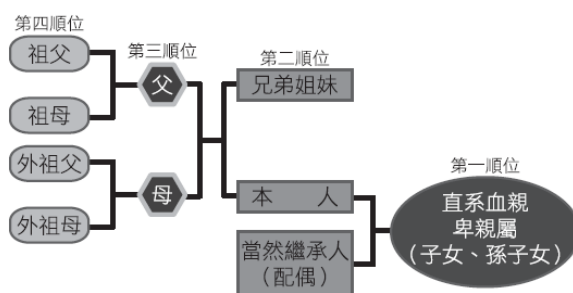 第四順位
祖父
祖母
外祖父
外祖母
第三順位
父
母
第二順位
兄弟姐妹
本人
當然繼承人
(配偶)
第一順位
直系血親
卑親屬
(子女、孫子女)